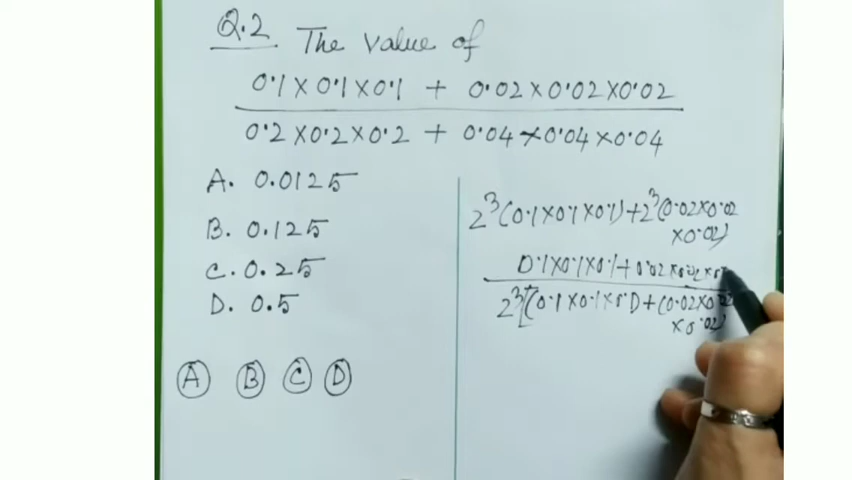 Q.2 The value of
0.1 × 0.1 × 0.1 + 0.02 × 0.02 × 0.02
0.2 × 0.2 × 0.2 + 0.04 × 0.04 × 0.04
A. 0.0125
B. 0.125
C. 0.25
D. 0.5
A B C D
2³(0.1×0.1×0.1)+2³(0.02×0.02
×0.02)
0.1×0.1×0.1+0.02×0.02×
2³[(0.1×0.1×0.1)+(0.02×0.02
×0.02)